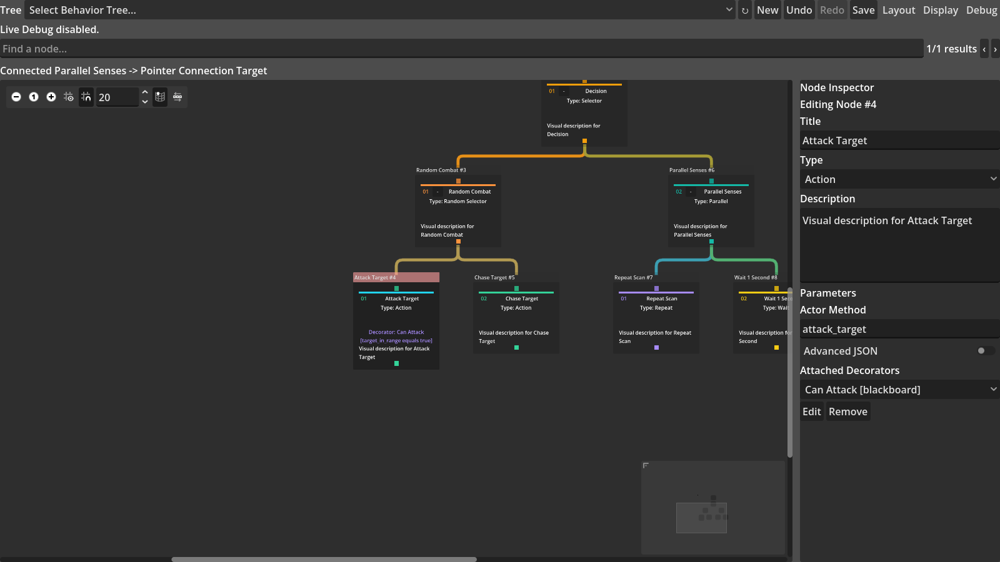 Tree Select Behavior Tree... ↻ New Undo Redo Save Layout Display Debug
Live Debug disabled.
Find a node... 1/1 results ‹ ›
Connected Parallel Senses -> Pointer Connection Target
1 20
01 - Decision
Type: Selector
Visual description for
Decision
Random Combat #3
01 - Random Combat
Type: Random Selector
Visual description for
Random Combat
Parallel Senses #6
02 - Parallel Senses
Type: Parallel
Visual description for
Parallel Senses
Attack Target #4
01 Attack Target
Type: Action
Decorator: Can Attack
[target_in_range equals true]
Visual description for Attack
Target
Chase Target #5
02 Chase Target
Type: Action
Visual description for Chase
Target
Repeat Scan #7
01 Repeat Scan
Type: Repeat
Visual description for Repeat
Scan
Wait 1 Second #8
02 Wait 1 Seco
Type: Wait
Visual description for
Second
Node Inspector
Editing Node #4
Title
Attack Target
Type
Action
Description
Visual description for Attack Target
Parameters
Actor Method
attack_target
Advanced JSON
Attached Decorators
Can Attack [blackboard]
Edit Remove